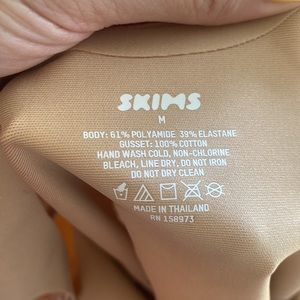 SKIMS
M
BODY: 61% POLYAMIDE 39% ELASTANE
GUSSET: 100% COTTON
HAND WASH COLD, NON-CHLORINE
BLEACH, LINE DRY, DO NOT IRON
DO NOT DRY CLEAN
MADE IN THAILAND
RN 158973